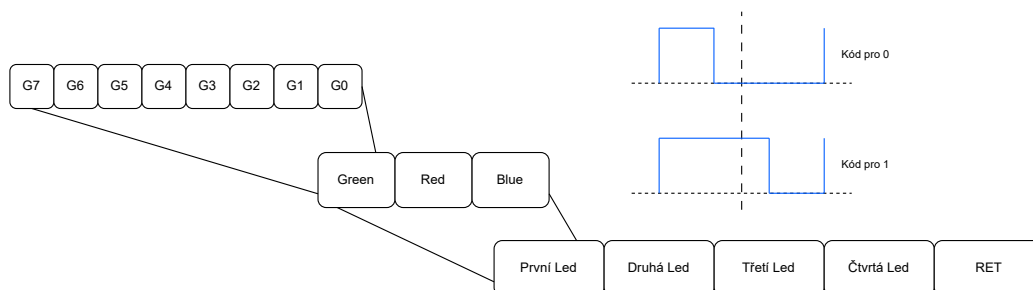 Kód pro 0
G7 G6 G5 G4 G3 G2 G1 G0
Kód pro 1
Green Red Blue
První Led Druhá Led Třetí Led Čtvrtá Led RET